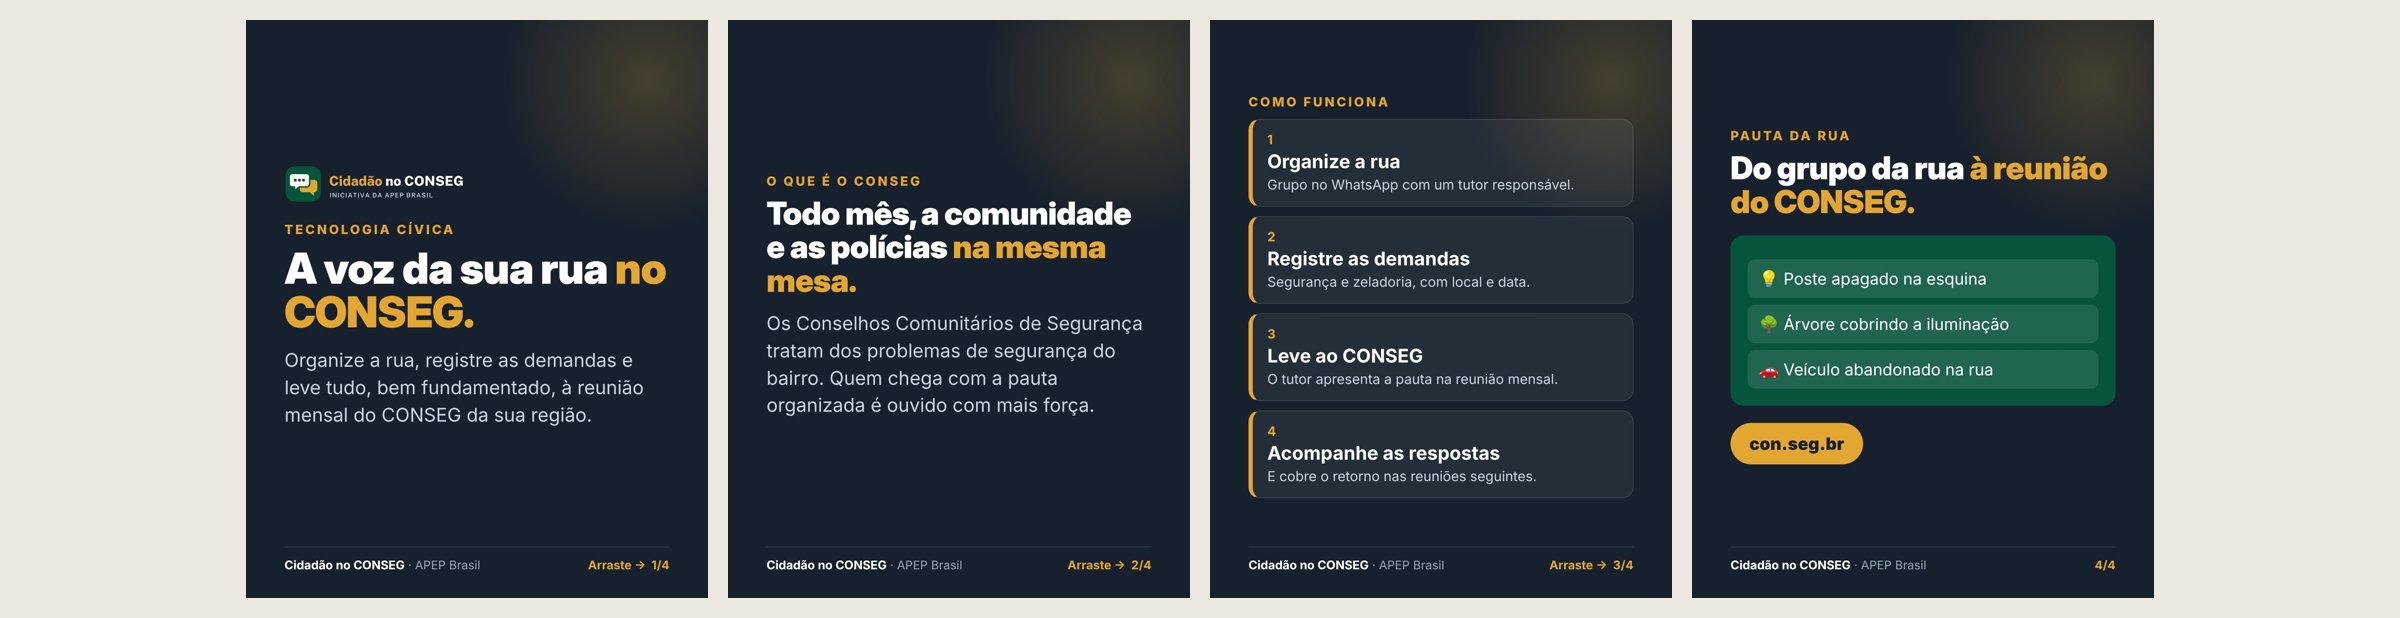 Cidadão no CONSEG
INICIATIVA DA APEP BRASIL
TECNOLOGIA CÍVICA
A voz da sua rua no
CONSEG.
Organize a rua, registre as demandas e
leve tudo, bem fundamentado, à reunião
mensal do CONSEG da sua região.
Cidadão no CONSEG · APEP Brasil
Arraste → 1/4
O QUE É O CONSEG
Todo mês, a comunidade
e as polícias na mesma
mesa.
Os Conselhos Comunitários de Segurança
tratam dos problemas de segurança do
bairro. Quem chega com a pauta
organizada é ouvido com mais força.
Cidadão no CONSEG · APEP Brasil
Arraste → 2/4
COMO FUNCIONA
1
Organize a rua
Grupo no WhatsApp com um tutor responsável.
2
Registre as demandas
Segurança e zeladoria, com local e data.
3
Leve ao CONSEG
O tutor apresenta a pauta na reunião mensal.
4
Acompanhe as respostas
E cobre o retorno nas reuniões seguintes.
Cidadão no CONSEG · APEP Brasil
Arraste → 3/4
PAUTA DA RUA
Do grupo da rua à reunião
do CONSEG.
💡 Poste apagado na esquina
🌳 Árvore cobrindo a iluminação
🚗 Veículo abandonado na rua
con.seg.br
Cidadão no CONSEG · APEP Brasil
4/4